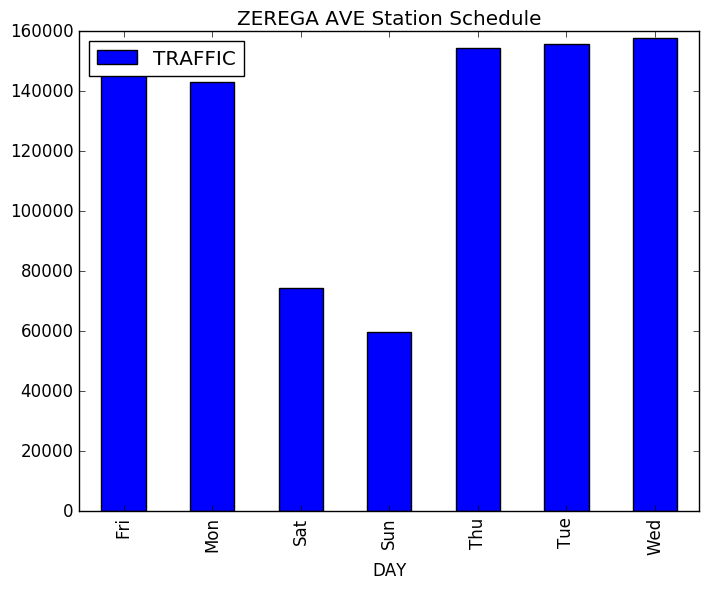 ZEREGA AVE Station Schedule
160000
TRAFFIC
140000
120000
100000
80000
60000
40000
20000
0
Fri Mon Sat Sun Thu Tue Wed
DAY